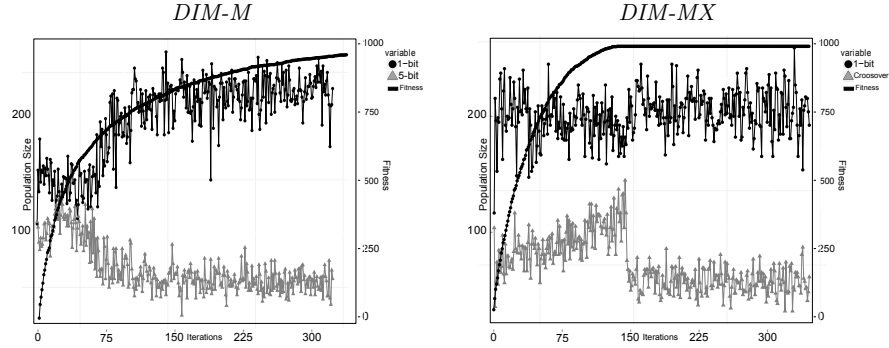 DIM-M
DIM-MX
Population Size
200
100
1000
750
500
250
0
Fitness
0
75
150
Iterations
225
300
variable
1-bit
5-bit
Fitness
Population Size
200
100
1000
750
500
250
0
Fitness
0
75
150
Iterations
225
300
variable
1-bit
Croosover
Fitness